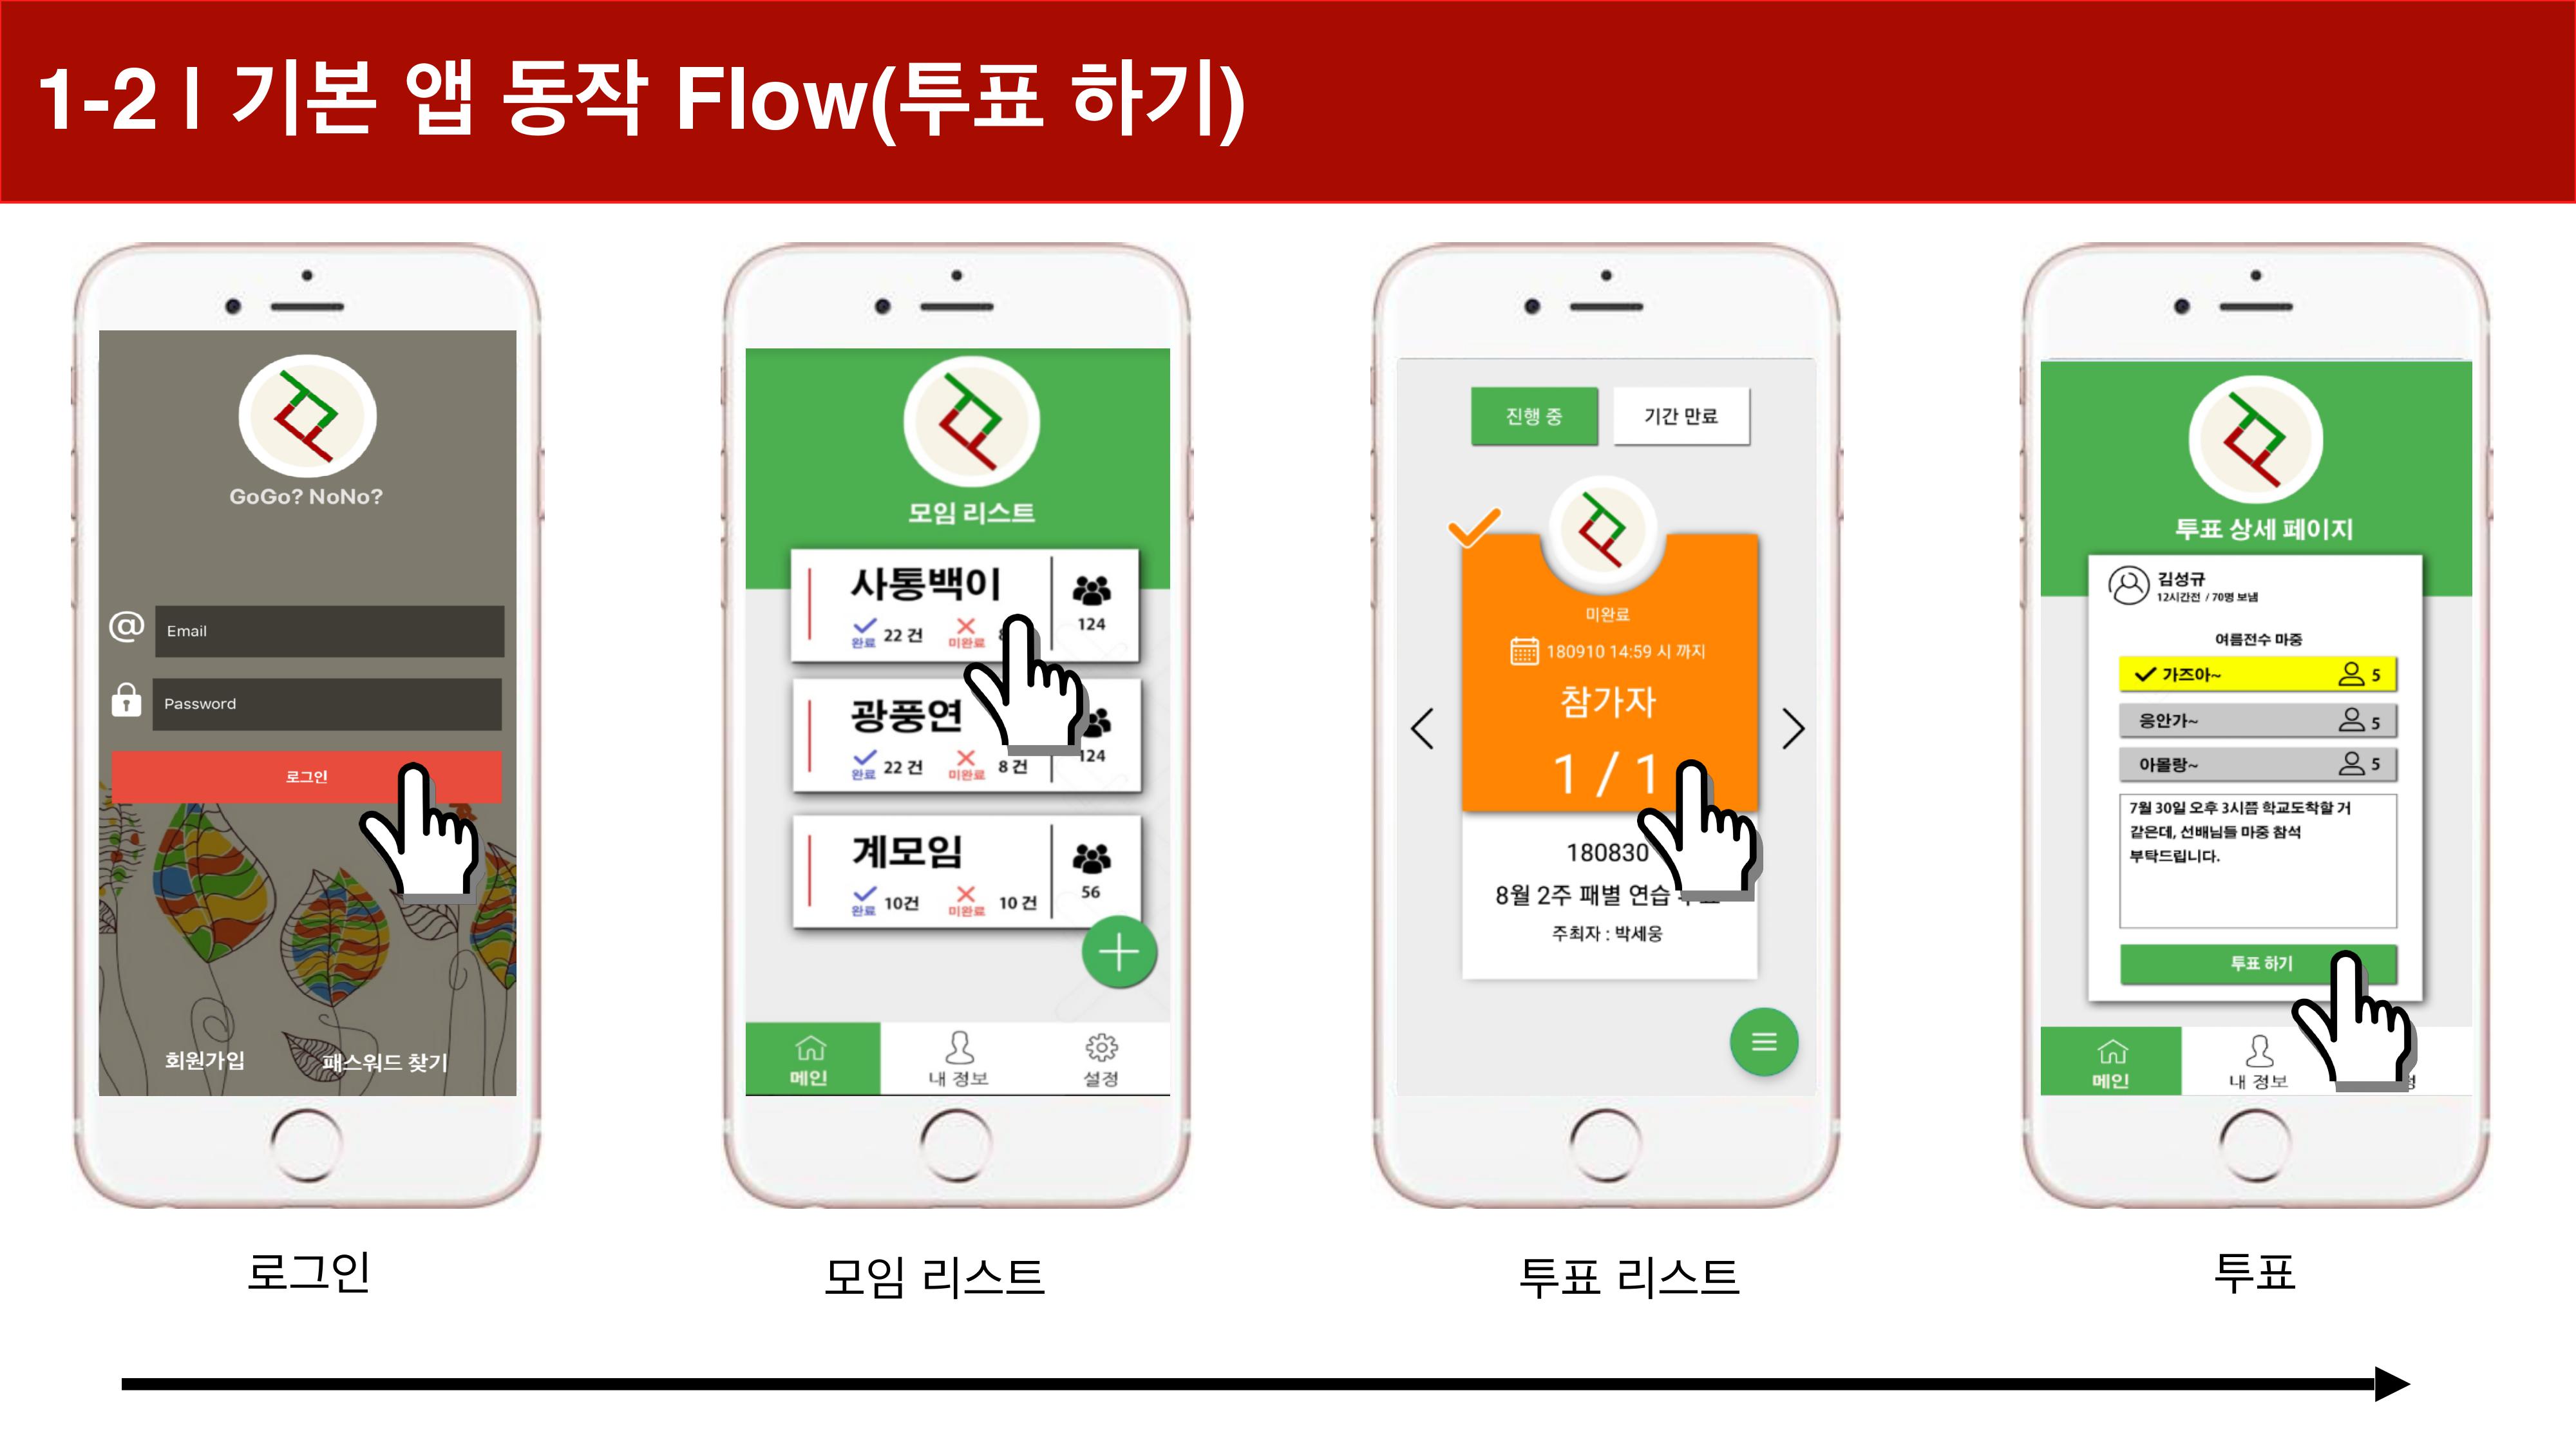 1-2 | 기본 앱 동작 Flow(투표 하기)
GoGo? NoNo?
@ Email
Password
로그인
회원가입 패스워드 찾기
로그인
모임 리스트
사통백이
완료 22 건 미완료
124
광풍연
완료 22 건 미완료 8 건
124
계모임
완료 10건 미완료 10 건
56
메인 내 정보 설정
모임 리스트
진행 중 기간 만료
미완료
180910 14:59 시 까지
참가자
1 / 1
180830
8월 2주 패별 연습
주최자 : 박세웅
투표 리스트
투표 상세 페이지
김성규
12시간전 / 70명 보냄
여름전수 마중
가즈아~ 5
응안가~ 5
아몰랑~ 5
7월 30일 오후 3시쯤 학교도착할 거
같은데, 선배님들 마중 참석
부탁드립니다.
투표 하기
메인 내 정보
투표